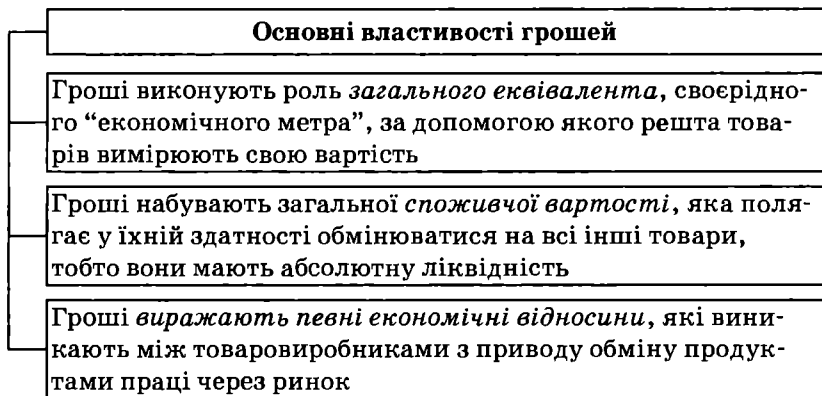 Основні властивості грошей
Гроші виконують роль загального еквівалента, своєрідно-
го “економічного метра”, за допомогою якого решта това-
рів вимірюють свою вартість
Гроші набувають загальної споживчої вартості, яка поля-
гає у їхній здатності обмінюватися на всі інші товари,
тобто вони мають абсолютну ліквідність
Гроші виражають певні економічні відносини, які вини-
кають між товаровиробниками з приводу обміну продук-
тами праці через ринок